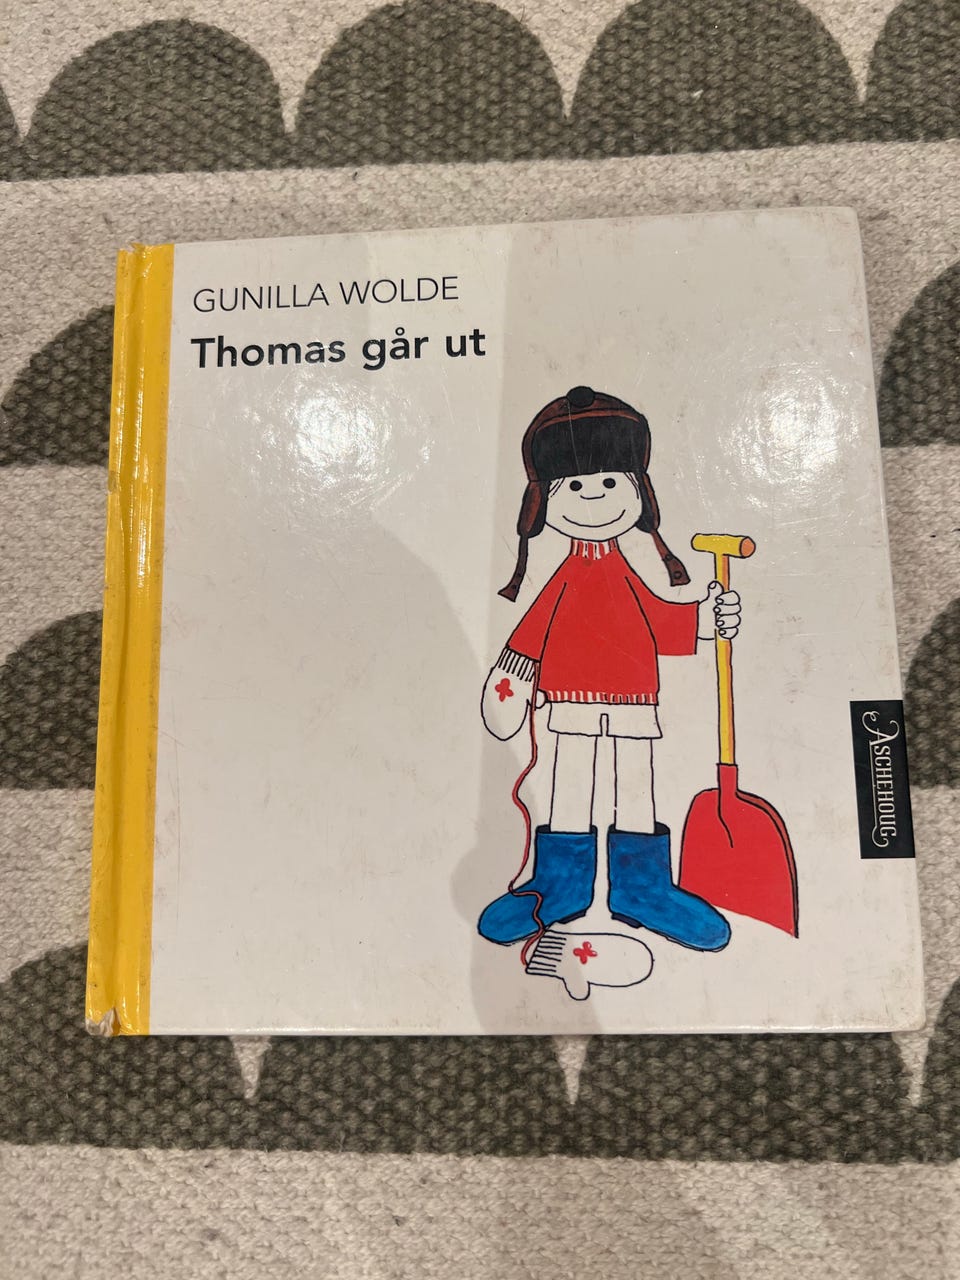 GUNILLA WOLDE
Thomas går ut
ASCHEHOUG